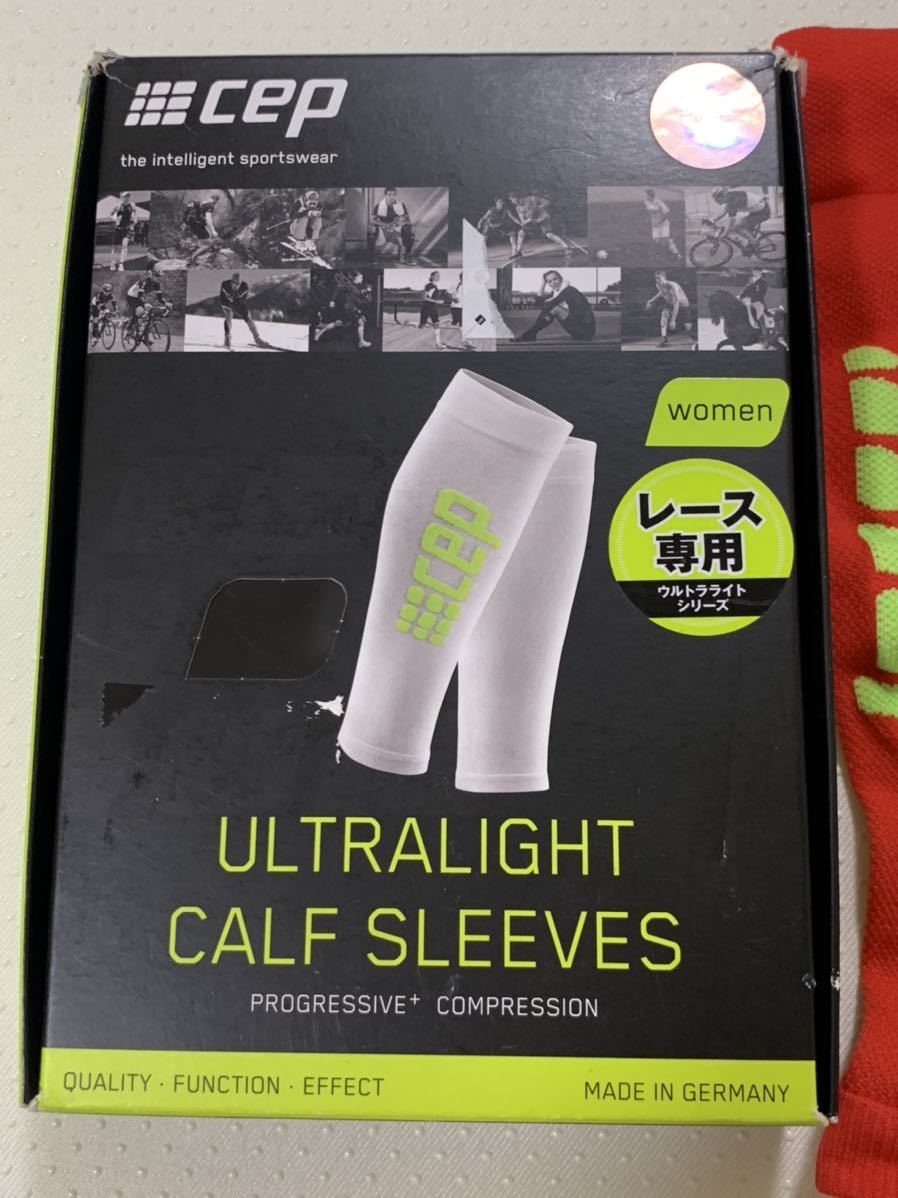 cep
the intelligent sportswear
women
レース
専用
ウルトラライト
シリーズ
cep
ULTRALIGHT
CALF SLEEVES
PROGRESSIVE+ COMPRESSION
QUALITY · FUNCTION · EFFECT
MADE IN GERMANY